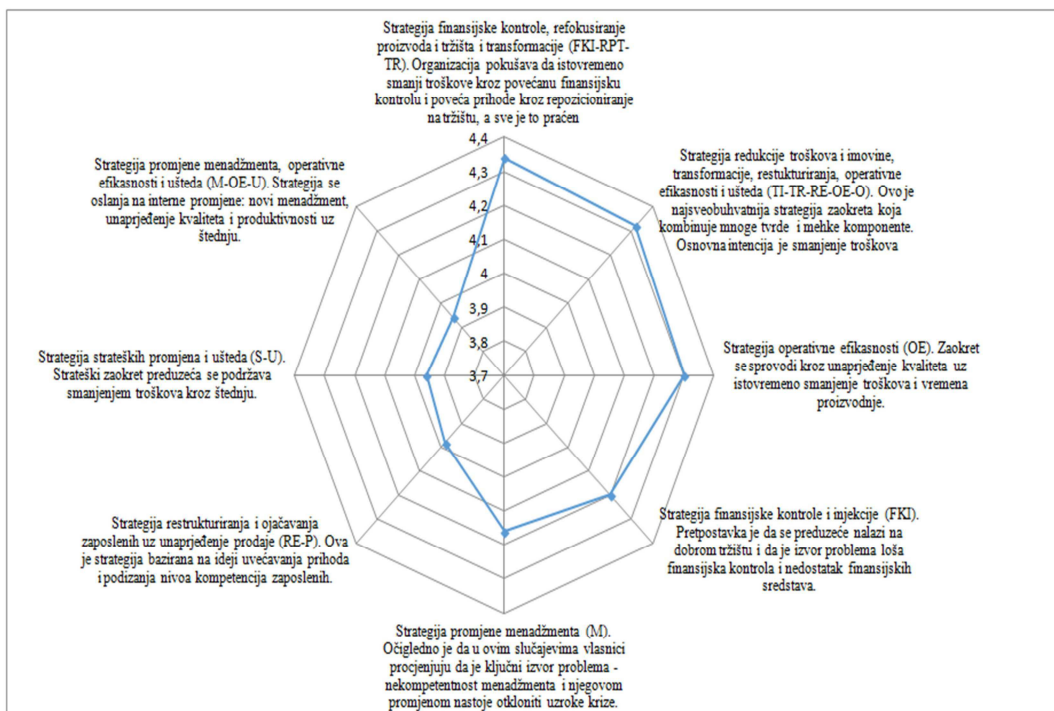 Strategija finansijske kontrole, refokusiranje
proizvoda i tržišta i transformacije (FKI-RPT-
TR). Organizacija pokušava da istovremeno
smanji troškove kroz povećanu finansijsku
kontrolu i poveća prihode kroz repozicioniranje
na tržištu, a sve je to praćen
Strategija redukcije troškova i imovine,
transformacije, restukturiranja, operativne
efikasnosti i ušteda (TI-TR-RE-OE-O). Ovo je
najsveobuhvatnija strategija zaokreta koja
kombinuje mnoge tvrde i mehke komponente.
Osnovna intencija je smanjenje troškova
Strategija operativne efikasnosti (OE). Zaokret
se sprovodi kroz unaprjeđenje kvaliteta uz
istovremeno smanjenje troškova i vremena
proizvodnje.
Strategija finansijske kontrole i injekcije (FKI).
Pretpostavka je da se preduzeće nalazi na
dobrom tržištu i da je izvor problema loša
finansijska kontrola i nedostatak finansijskih
sredstava.
Strategija promjene menadžmenta (M).
Očigledno je da u ovim slučajevima vlasnici
procjenjuju da je ključni izvor problema -
nekompetentnost menadžmenta i njegovom
promjenom nastoje otkloniti uzroke krize.
Strategija restrukturiranja i ojačavanja
zaposlenih uz unaprjeđenje prodaje (RE-P). Ova
je strategija bazirana na ideji uvećavanja prihoda
i podizanja nivoa kompetencija zaposlenih.
Strategija strateških promjena i ušteda (S-U).
Strateški zaokret preduzeća se podržava
smanjenjem troškova kroz štednju.
Strategija promjene menadžmenta, operativne
efikasnosti i ušteda (M-OE-U). Strategija se
oslanja na interne promjene: novi menadžment,
unaprjeđenje kvaliteta i produktivnosti uz
štednju.
4,4
4,3
4,2
4,1
4
3,9
3,8
3,7